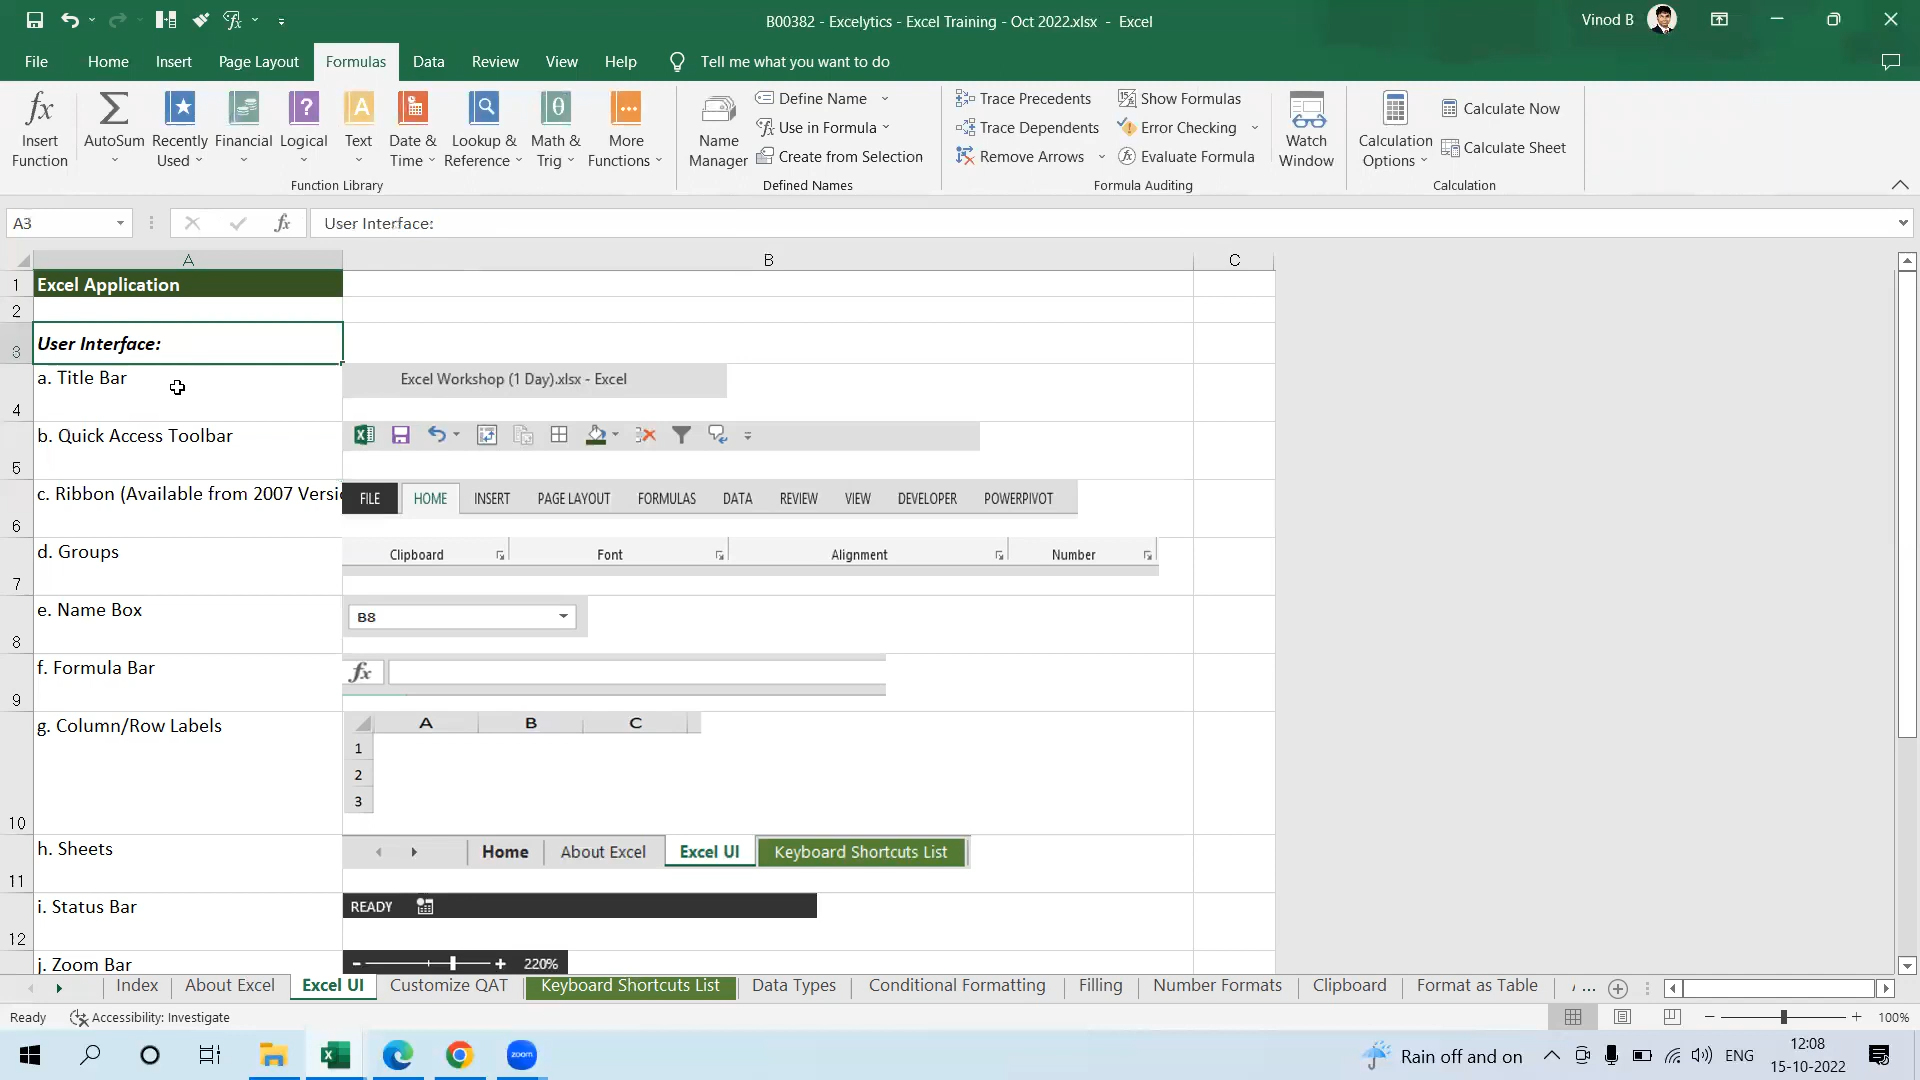 B00382 - Excelytics - Excel Training - Oct 2022.xlsx - Excel
Vinod B
File Home Insert Page Layout Formulas Data Review View Help Tell me what you want to do
Insert Function
AutoSum
Recently Used
Financial
Logical
Text
Date & Time
Lookup & Reference
Math & Trig
More Functions
Function Library
Name Manager
Define Name
Use in Formula
Create from Selection
Defined Names
Trace Precedents
Trace Dependents
Remove Arrows
Show Formulas
Error Checking
Evaluate Formula
Formula Auditing
Watch Window
Calculation Options
Calculate Now
Calculate Sheet
Calculation
A3 fx User Interface:
A B C
1 Excel Application
2
3 User Interface:
a. Title Bar Excel Workshop (1 Day).xlsx - Excel
4
b. Quick Access Toolbar
5
c. Ribbon (Available from 2007 Versi FILE HOME INSERT PAGE LAYOUT FORMULAS DATA REVIEW VIEW DEVELOPER POWERPIVOT
6
d. Groups Clipboard Font Alignment Number
7
e. Name Box B8
8
f. Formula Bar fx
9
g. Column/Row Labels A B C
1
2
3
10
h. Sheets Home About Excel Excel UI Keyboard Shortcuts List
11
i. Status Bar READY
12
j. Zoom Bar - + 220%
Index About Excel Excel UI Customize QAT Keyboard Shortcuts List Data Types Conditional Formatting Filling Number Formats Clipboard Format as Table ...
Ready Accessibility: Investigate 100%
zoom Rain off and on ENG 12:08
15-10-2022